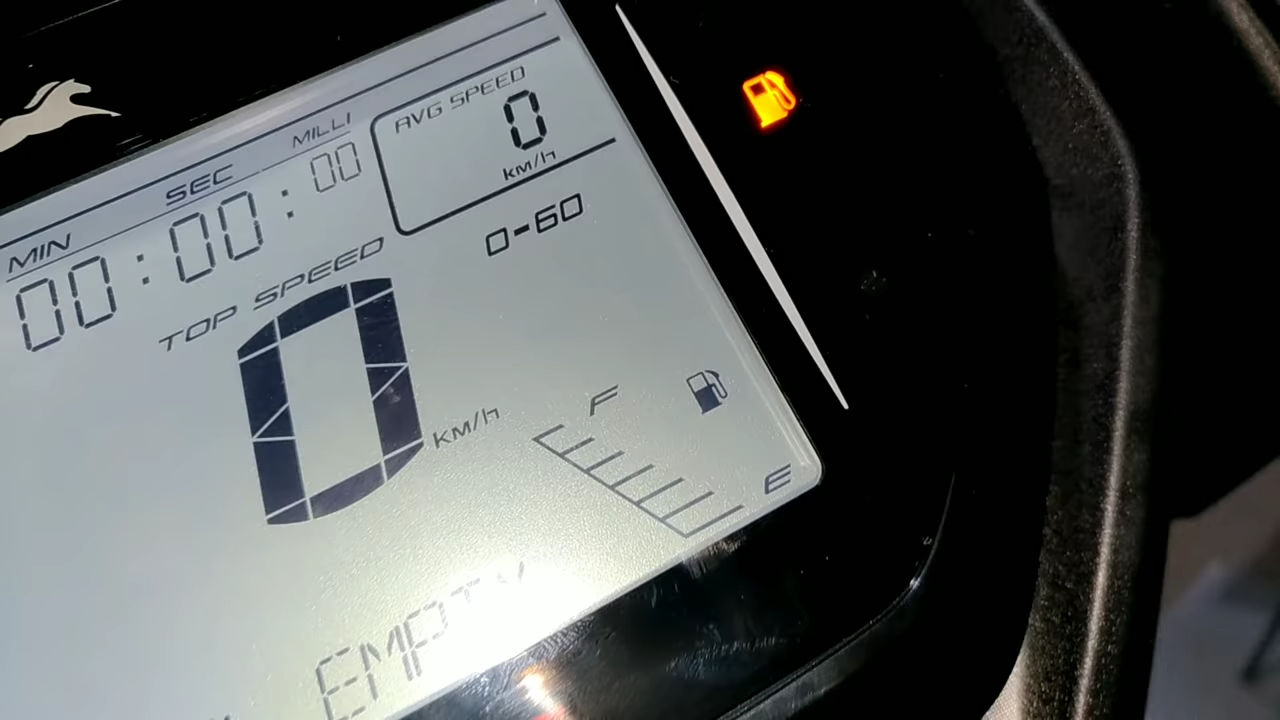 MIN SEC MILLI
00:00:00
AVG SPEED
0
km/h
0-60
TOP SPEED
0
km/h
F
E
EMPTY